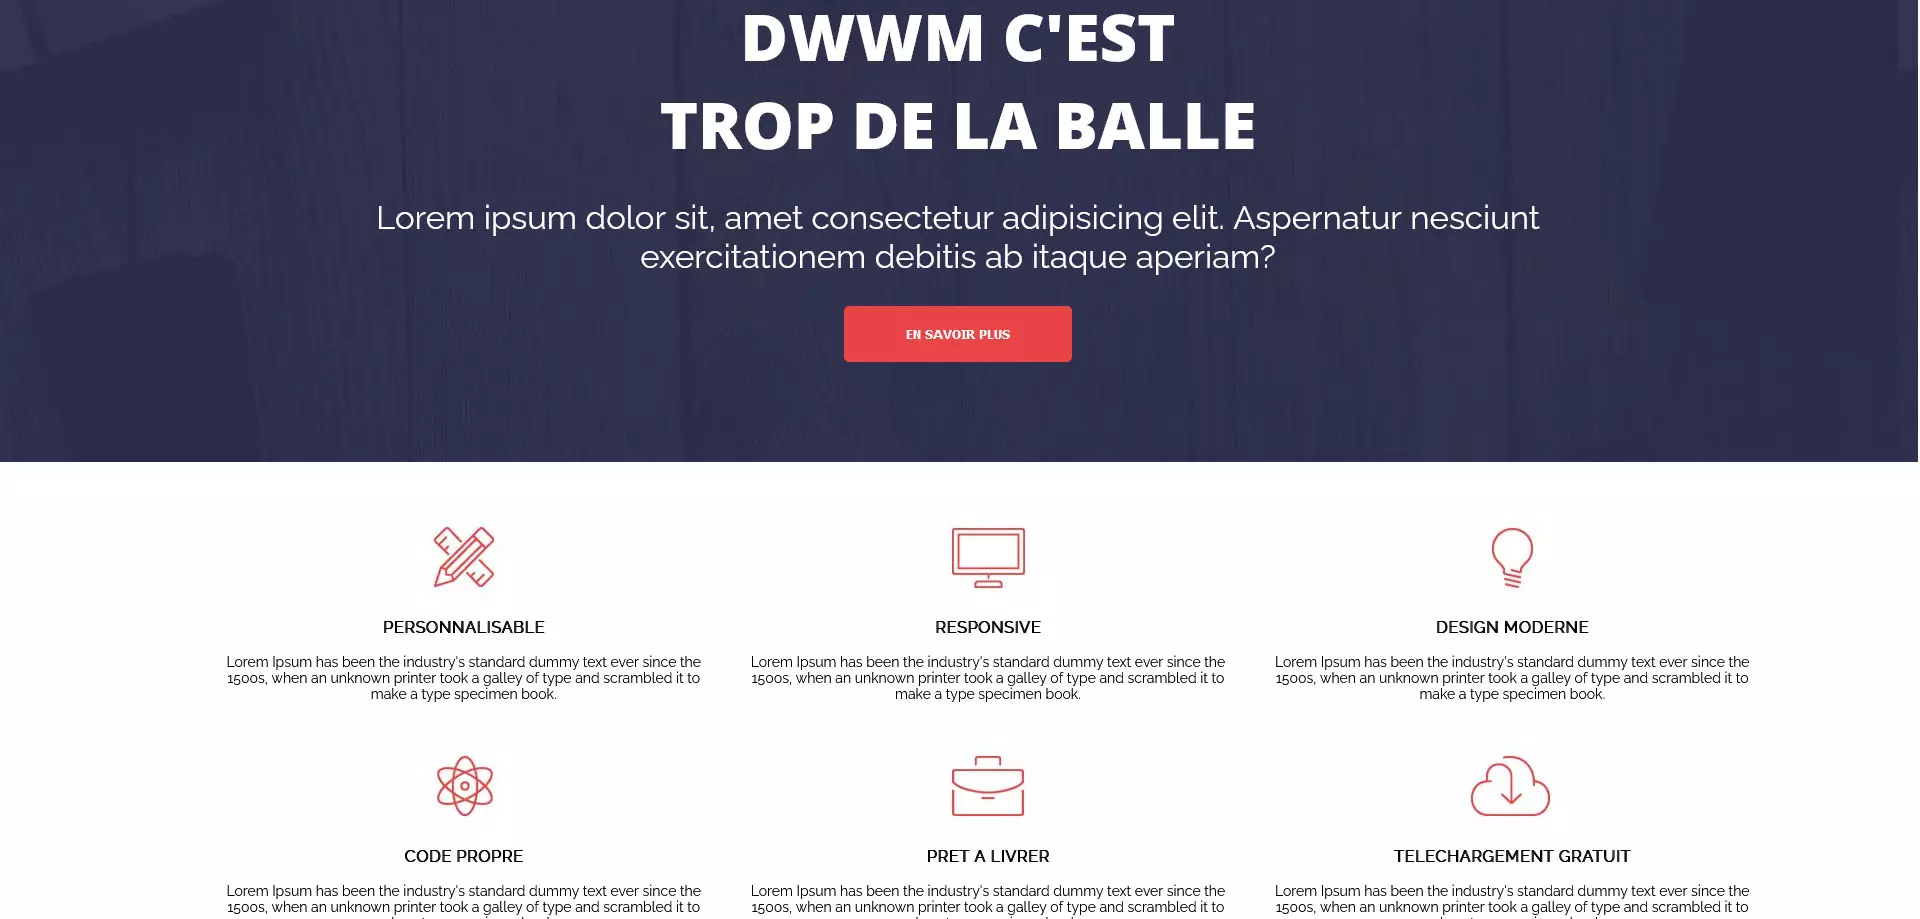 DWWM C'EST
TROP DE LA BALLE
Lorem ipsum dolor sit, amet consectetur adipisicing elit. Aspernatur nesciunt
exercitationem debitis ab itaque aperiam?
EN SAVOIR PLUS
PERSONNALISABLE
Lorem Ipsum has been the industry's standard dummy text ever since the
1500s, when an unknown printer took a galley of type and scrambled it to
make a type specimen book.
RESPONSIVE
Lorem Ipsum has been the industry's standard dummy text ever since the
1500s, when an unknown printer took a galley of type and scrambled it to
make a type specimen book.
DESIGN MODERNE
Lorem Ipsum has been the industry's standard dummy text ever since the
1500s, when an unknown printer took a galley of type and scrambled it to
make a type specimen book.
CODE PROPRE
Lorem Ipsum has been the industry's standard dummy text ever since the
1500s, when an unknown printer took a galley of type and scrambled it to
PRET A LIVRER
Lorem Ipsum has been the industry's standard dummy text ever since the
1500s, when an unknown printer took a galley of type and scrambled it to
TELECHARGEMENT GRATUIT
Lorem Ipsum has been the industry's standard dummy text ever since the
1500s, when an unknown printer took a galley of type and scrambled it to